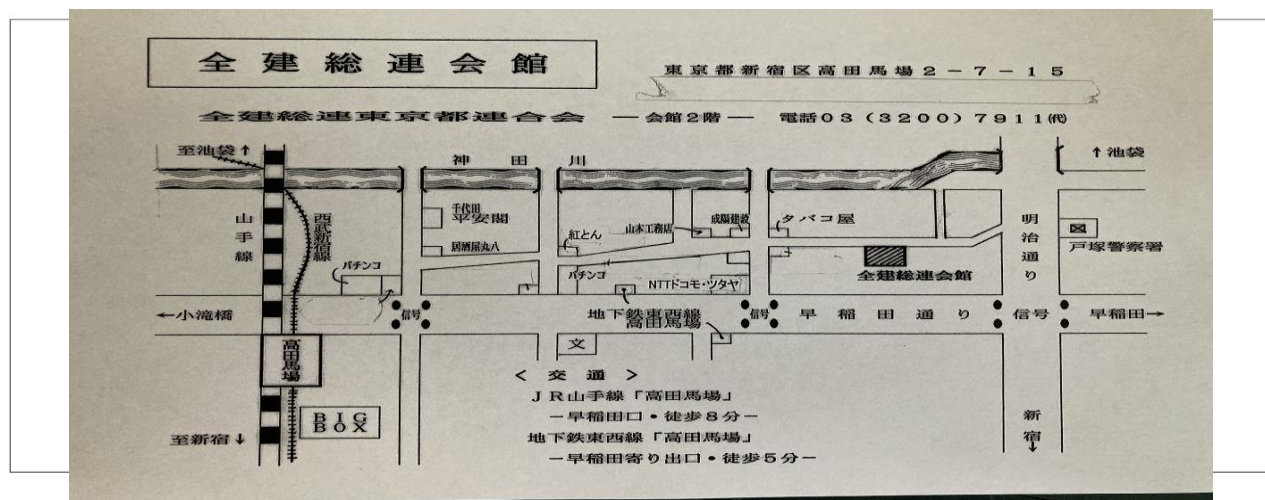 全建総連会館
東京都新宿区高田馬場2-7-15
全建総連東京都連合会 ―会館2階― 電話03(3200)7911㈹
至池袋↑
神田川
↑池袋
山手線
西武新宿線
千代田
平安閣
居酒屋丸八
紅とん
山本工務店
成陽建設
タバコ屋
明治通り
戸塚警察署
パチンコ
パチンコ
NTTドコモ・ツタヤ
全建総連会館
←小滝橋
信号
地下鉄東西線
高田馬場
信号
早稲田通り
信号
早稲田→
高田馬場
文
BIG
BOX
至新宿↓
新宿↓
<交通>
JR山手線「高田馬場」
―早稲田口・徒歩8分―
地下鉄東西線「高田馬場」
―早稲田寄り出口・徒歩5分―